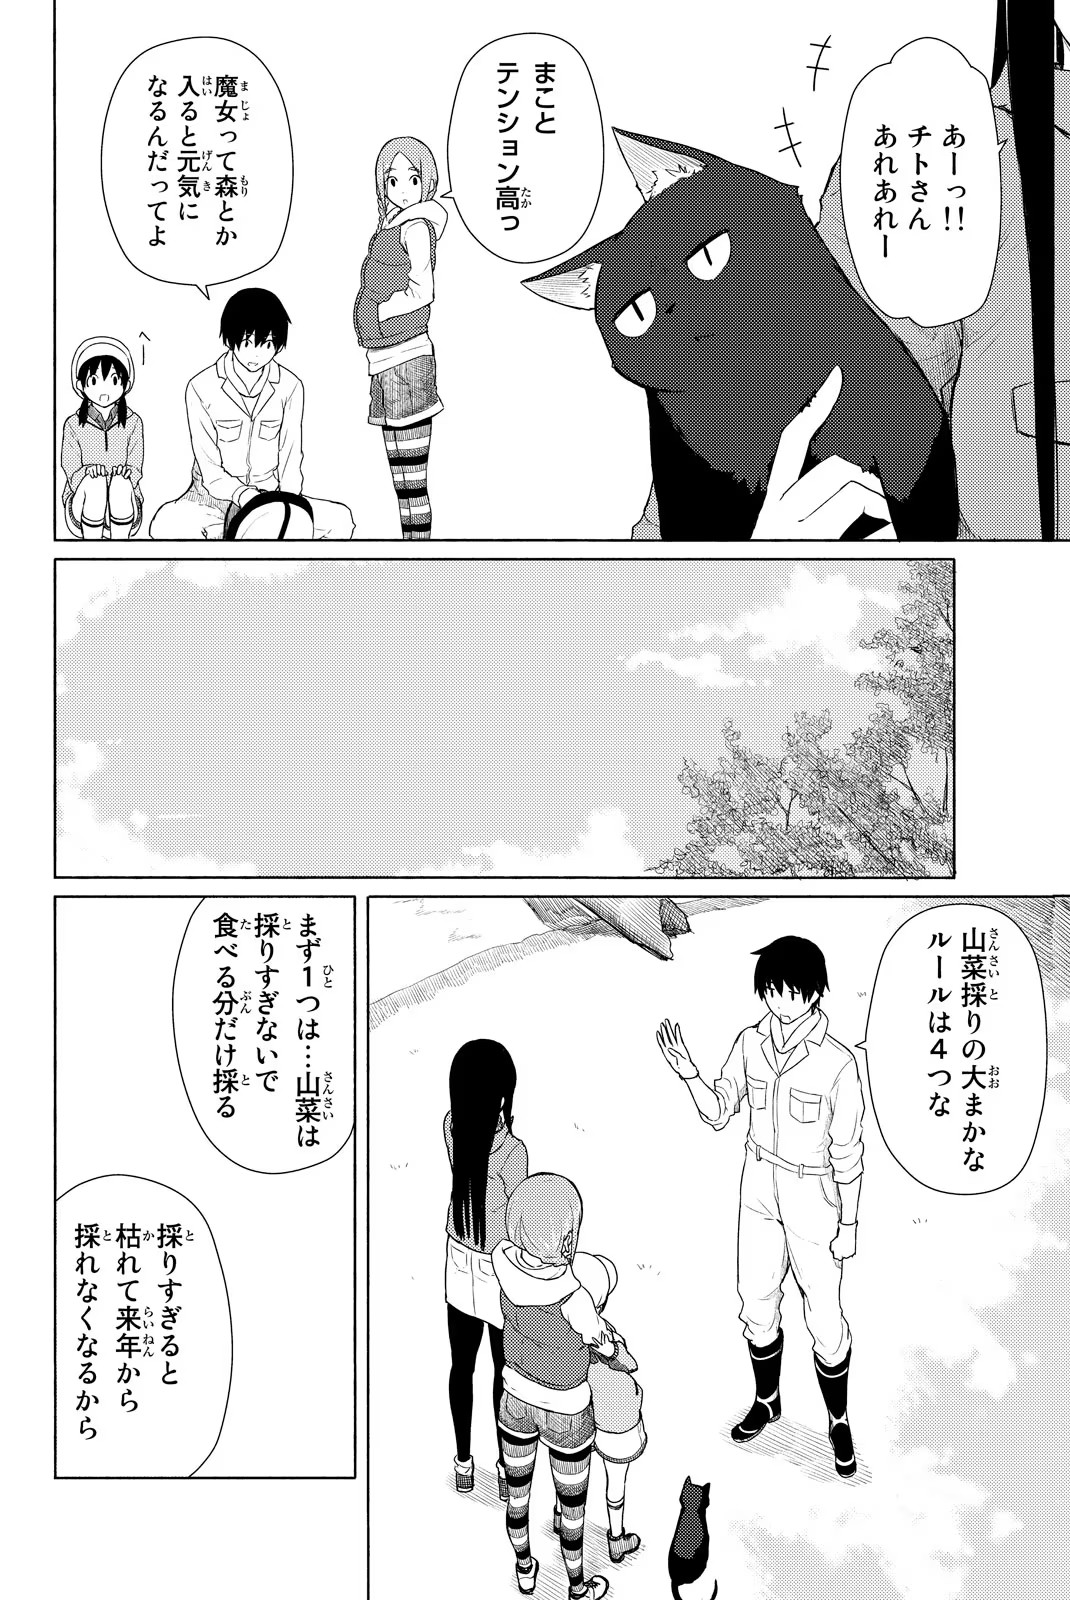 あーっ!!
チトさん
あれあれー
まこと
テンション高っ
魔女って森とか
入ると元気に
なるんだってよ
へー
山菜採りの大まかな
ルールは4つな
まず1つは…山菜は
採りすぎないで
食べる分だけ採る
採りすぎると
枯れて来年から
採れなくなるから